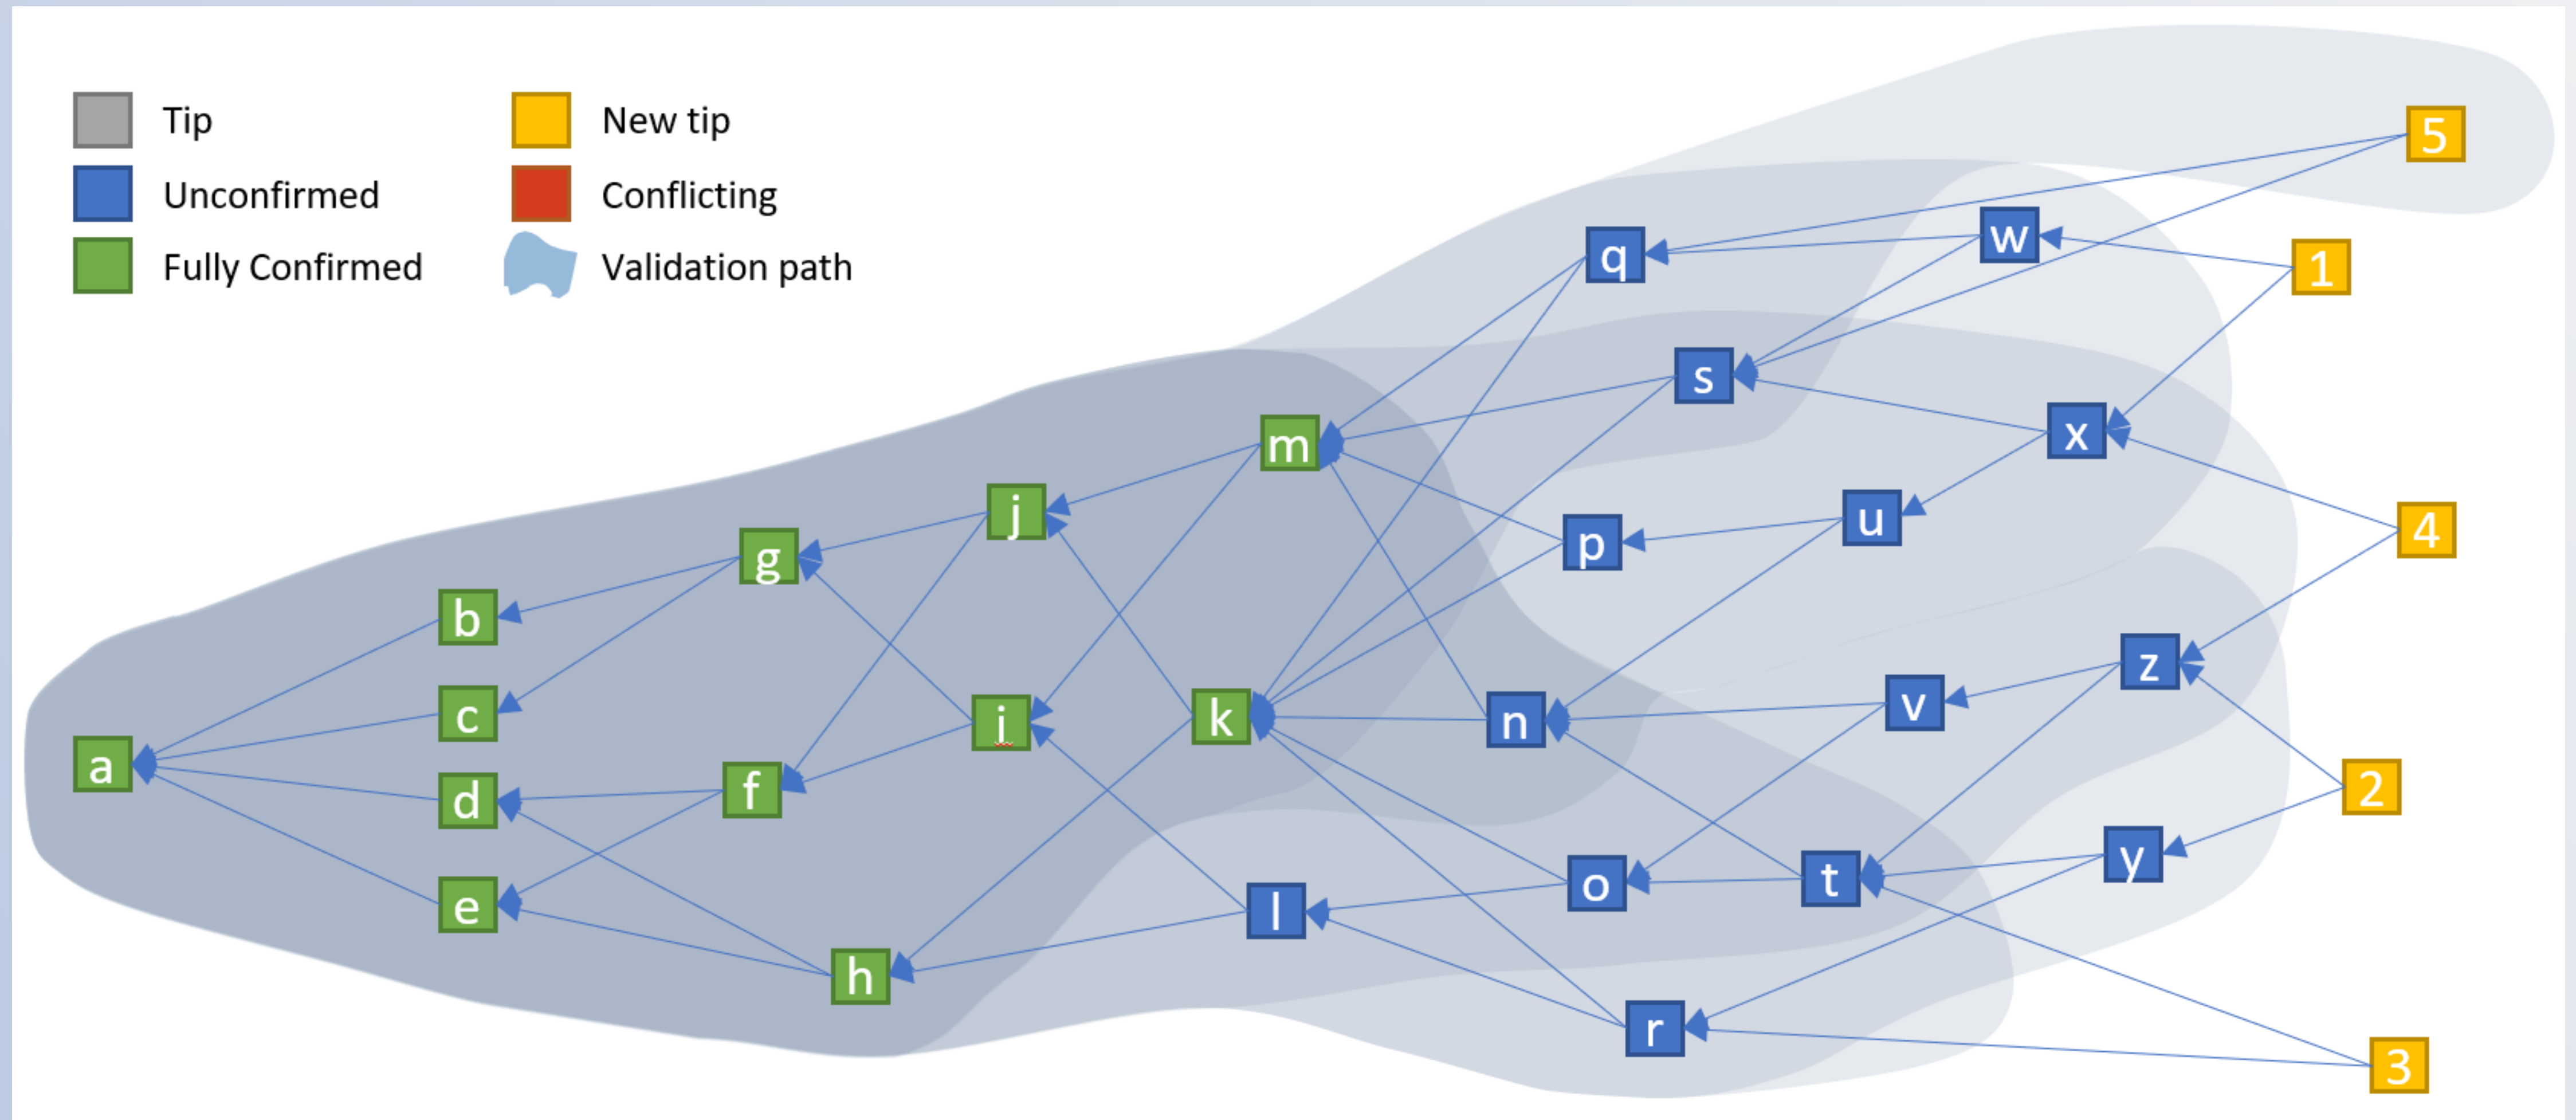 Tip
New tip
Unconfirmed
Conflicting
Fully Confirmed
Validation path
5
q
w
1
s
x
m
j
p
u
4
g
b
z
c
i
k
n
v
a
d
f
2
e
l
o
t
y
h
r
3